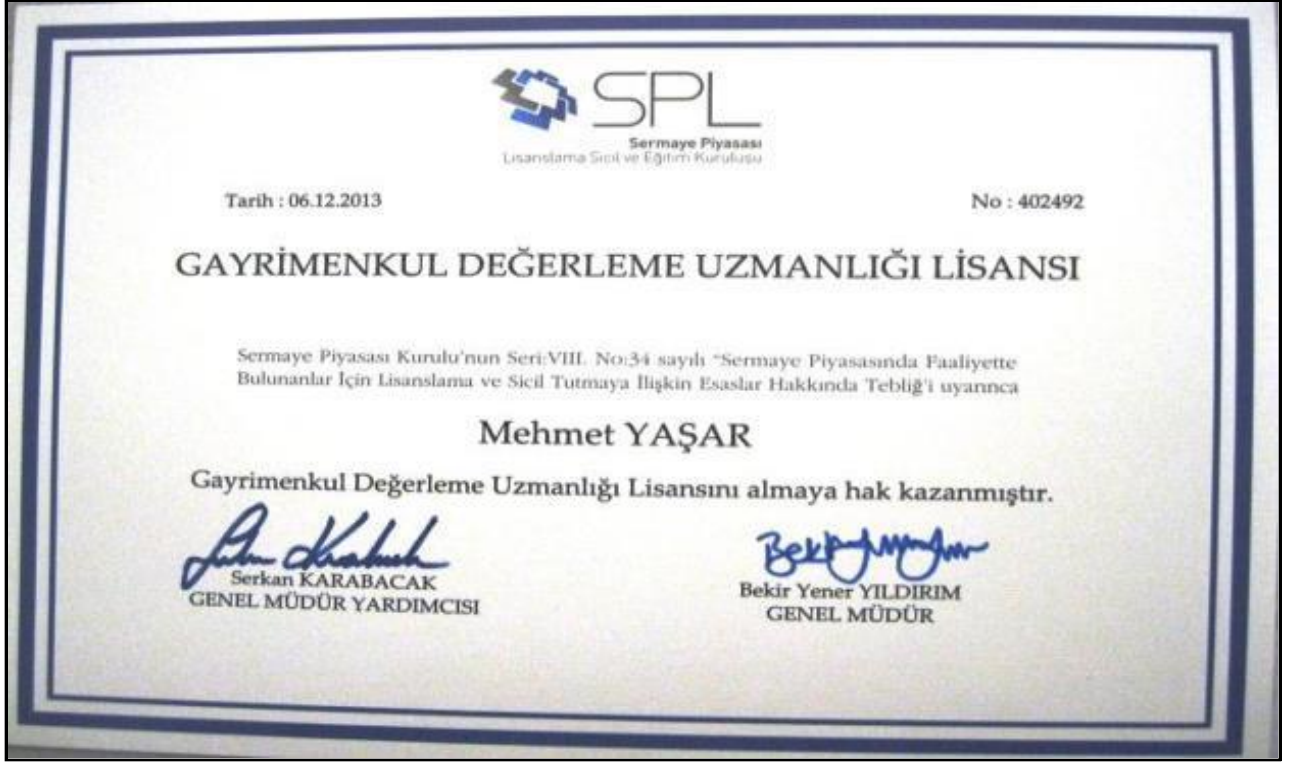 SPL
Sermaye Piyasası
Lisanslama Sicil ve Eğitim Kuruluşu
Tarih : 06.12.2013
No : 402492
GAYRİMENKUL DEĞERLEME UZMANLIĞI LİSANSI
Sermaye Piyasası Kurulu'nun Seri:VIII. No:34 sayılı "Sermaye Piyasasında Faaliyette
Bulunanlar İçin Lisanslama ve Sicil Tutmaya İlişkin Esaslar Hakkında Tebliğ'i uyarınca
Mehmet YAŞAR
Gayrimenkul Değerleme Uzmanlığı Lisansını almaya hak kazanmıştır.
Serkan KARABACAK
GENEL MÜDÜR YARDIMCISI
Bekir Yener YILDIRIM
GENEL MÜDÜR